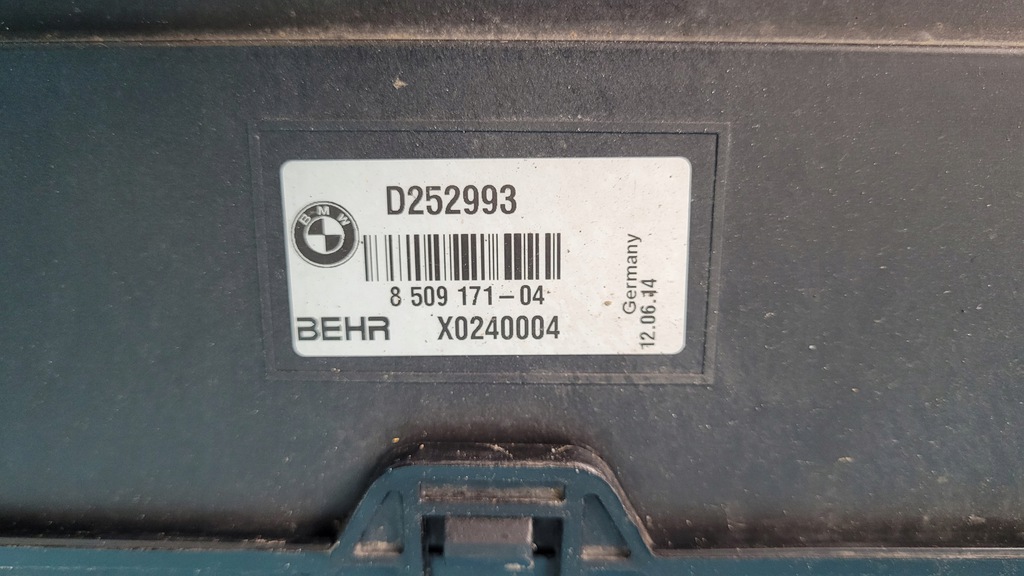 D252993
BMW
8 509 171-04
BEHR X0240004
Germany
12.06.14